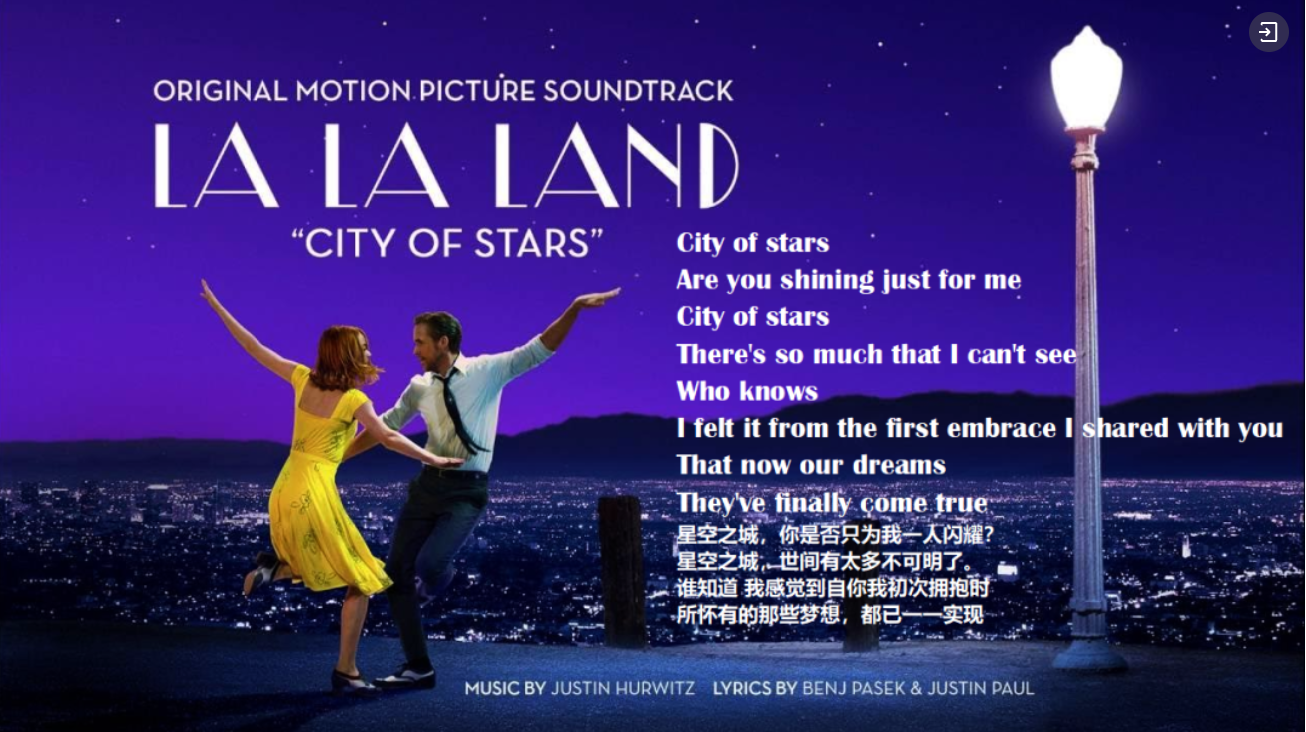 ORIGINAL MOTION PICTURE SOUNDTRACK
LA LA LAND
“CITY OF STARS”
City of stars
Are you shining just for me
City of stars
There's so much that I can't see
Who knows
I felt it from the first embrace I shared with you
That now our dreams
They've finally come true
星空之城，你是否只为我一人闪耀？
星空之城，世间有太多不可明了。
谁知道 我感觉到自你我初次拥抱时
所怀有的那些梦想，都已一一实现
MUSIC BY JUSTIN HURWITZ LYRICS BY BENJ PASEK & JUSTIN PAUL